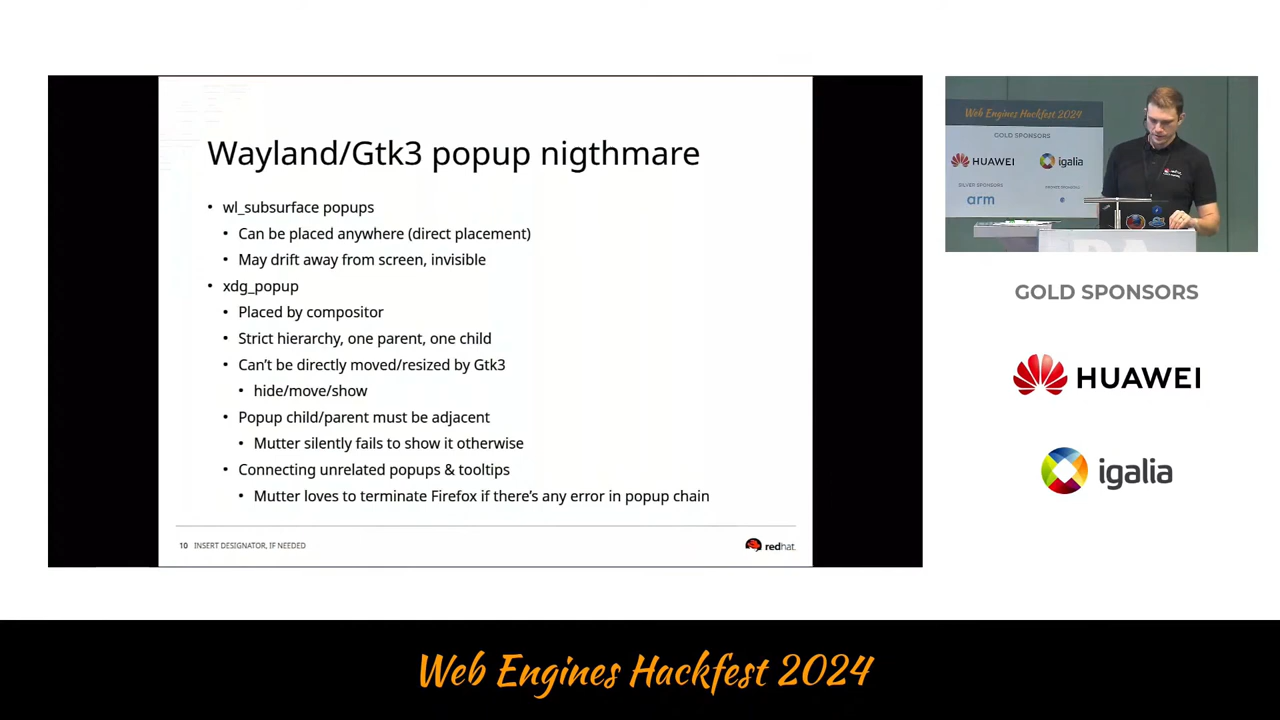 Wayland/Gtk3 popup nigthmare
• wl_subsurface popups
• Can be placed anywhere (direct placement)
• May drift away from screen, invisible
• xdg_popup
• Placed by compositor
• Strict hierarchy, one parent, one child
• Can't be directly moved/resized by Gtk3
• hide/move/show
• Popup child/parent must be adjacent
• Mutter silently fails to show it otherwise
• Connecting unrelated popups & tooltips
• Mutter loves to terminate Firefox if there's any error in popup chain
10 INSERT DESIGNATOR, IF NEEDED
redhat.
Web Engines Hackfest 2024
GOLD SPONSORS
HUAWEI
igalia
SILVER SPONSORS
arm
GOLD SPONSORS
HUAWEI
igalia
Web Engines Hackfest 2024